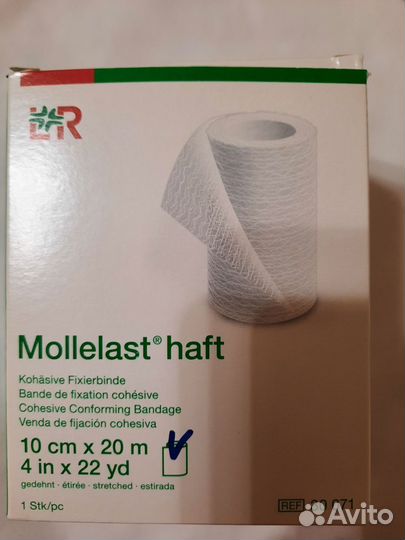 L&R
Mollelast® haft
Kohäsive Fixierbinde
Bande de fixation cohésive
Cohesive Conforming Bandage
Venda de fijación cohesiva
10 cm x 20 m
4 in x 22 yd
gedehnt · étirée · stretched · estirada
1 Stk/pc
REF
Avito